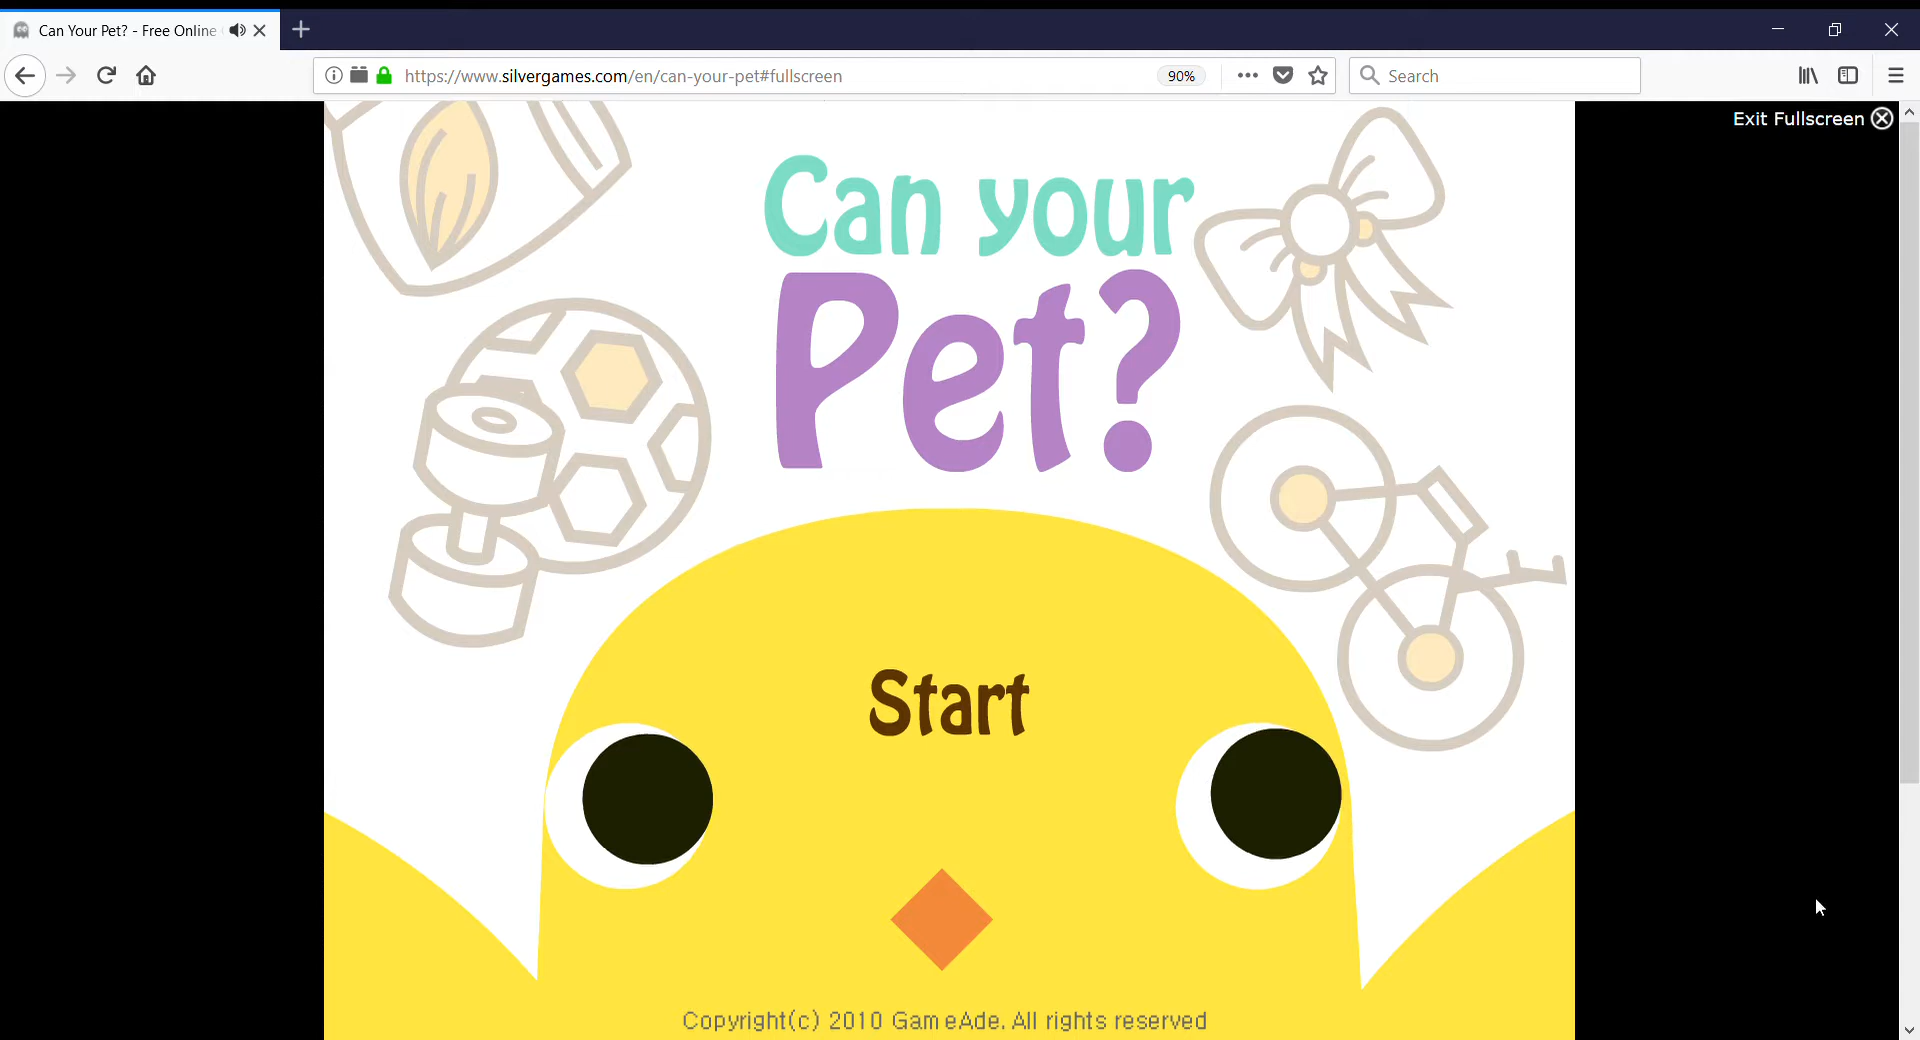 Can Your Pet? - Free Online
https://www.silvergames.com/en/can-your-pet#fullscreen
90%
Search
Exit Fullscreen
Can your
Pet?
Start
Copyright(c) 2010 GameAde. All rights reserved